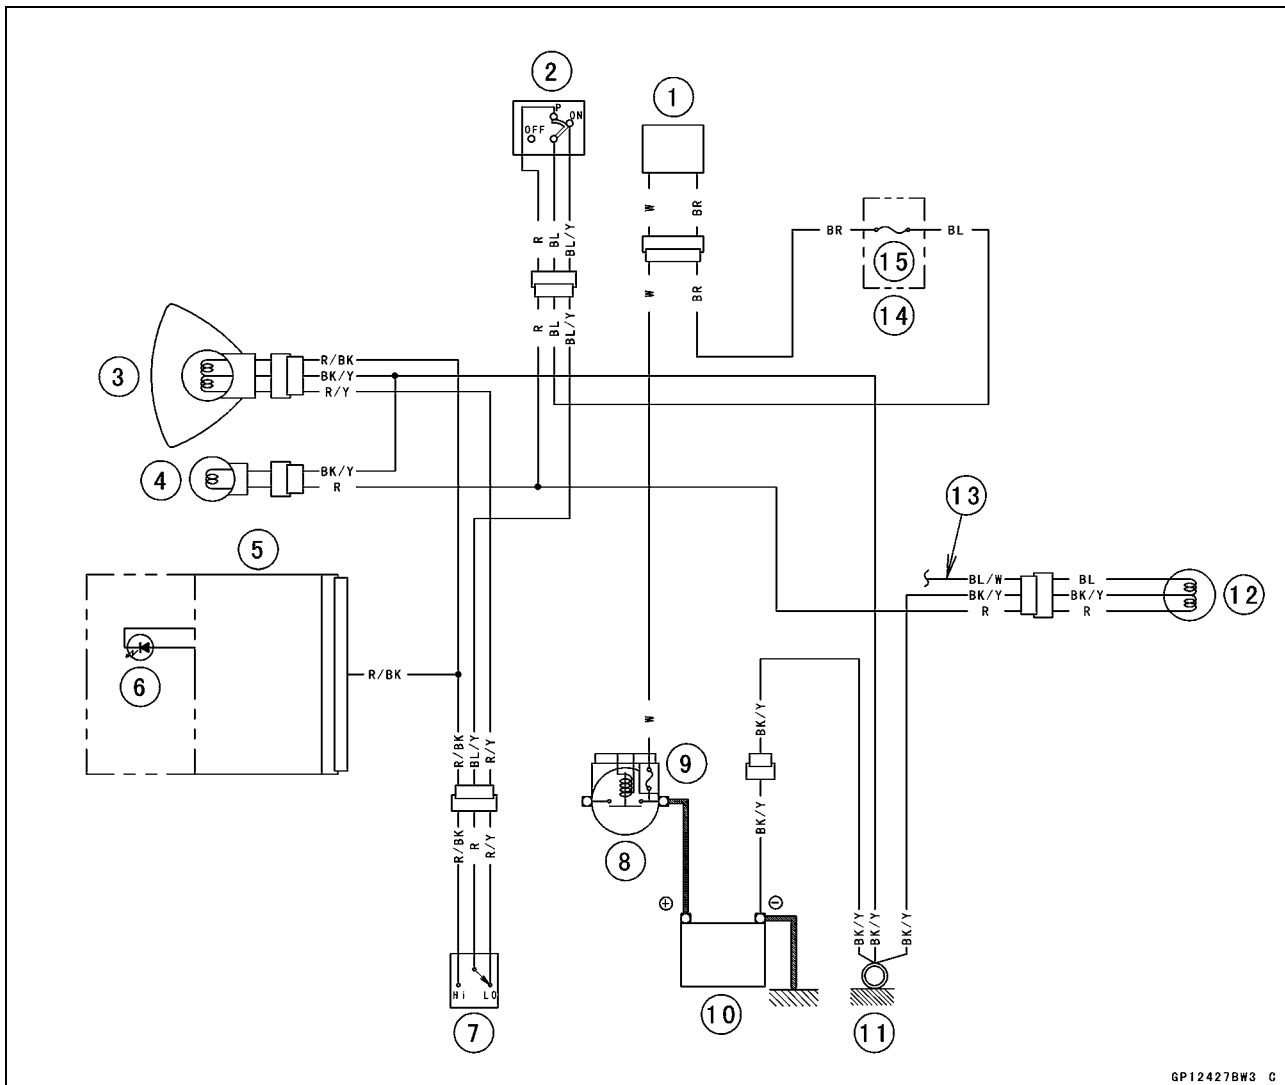 2
1
P
ON
OFF
W
BR
R
BL
BL/Y
BR
BL
15
14
W
BR
R
BL
BL/Y
3
R/BK
BK/Y
R/Y
4
BK/Y
R
13
5
BL/W
BL
BK/Y
BK/Y
R
R
12
6
R/BK
W
BK/Y
R/BK
BL/Y
R/Y
9
BK/Y
R/BK
R
R/Y
8
⊕
⊖
BK/Y
BK/Y
BK/Y
Hi
LO
7
10
11
GP12427BW3 C